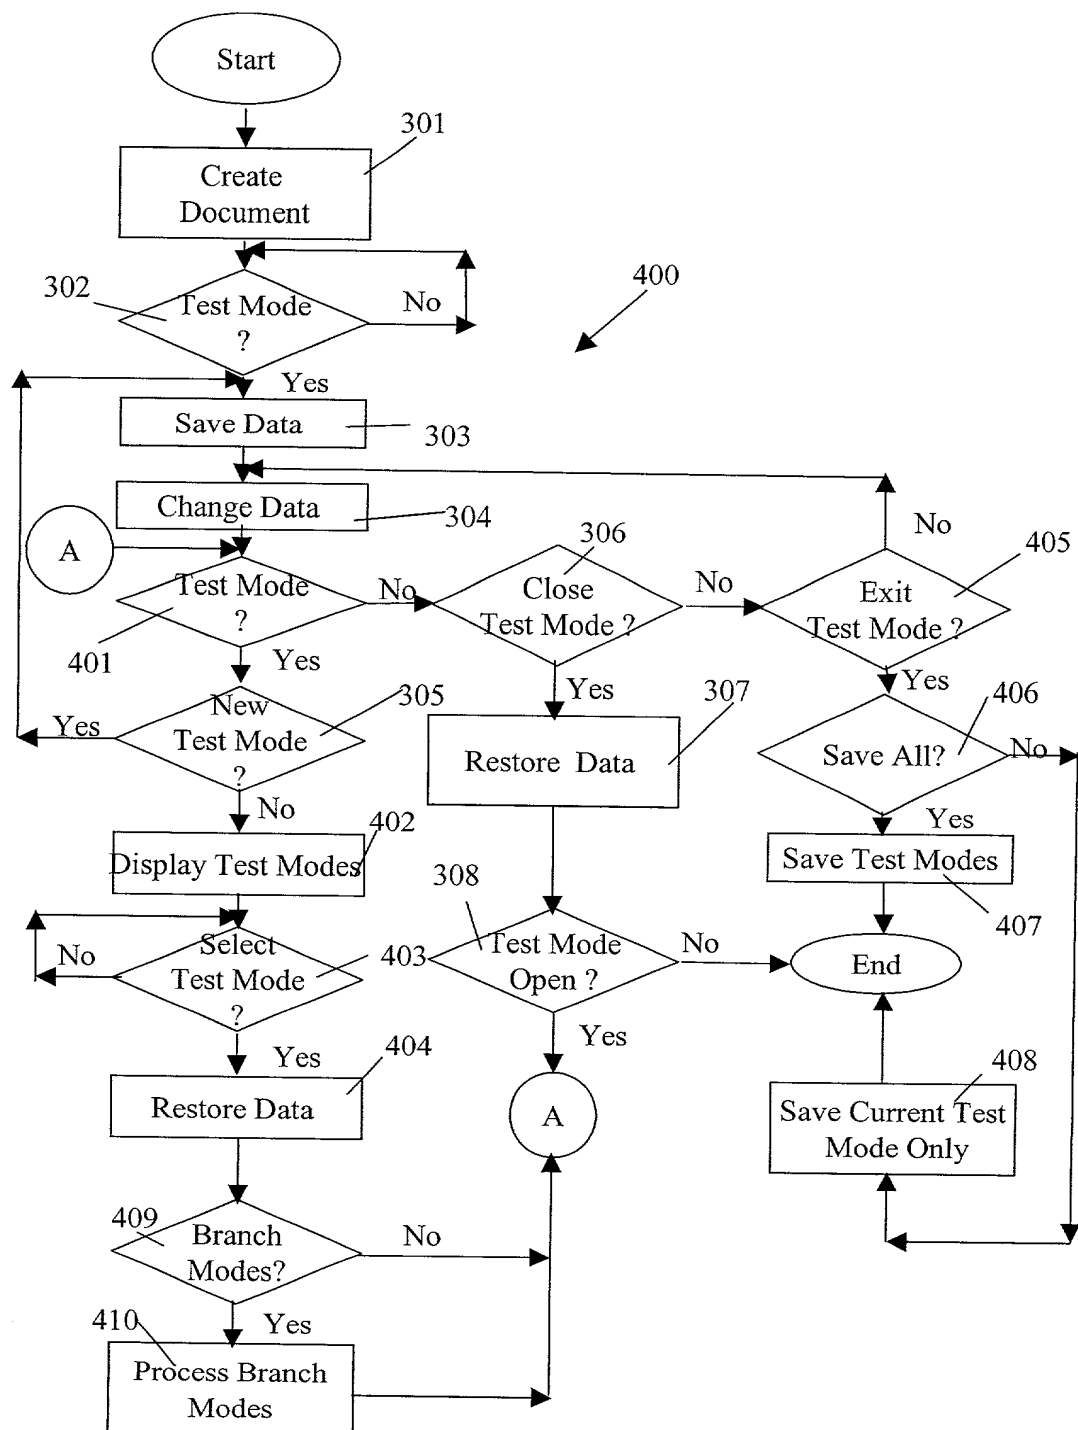 Start
301
Create
Document
302
Test Mode
?
No
400
Yes
Save Data
303
Change Data
304
No
A
306
405
Test Mode
?
No
Close
Test Mode ?
No
Exit
Test Mode ?
401
Yes
Yes
Yes
New
Test Mode
?
305
Yes
307
406
Restore Data
Save All?
No
No
402
Yes
Display Test Modes
Save Test Modes
308
407
No
Select
Test Mode
?
403
Test Mode
Open ?
No
End
Yes
404
Yes
408
Restore Data
A
Save Current Test
Mode Only
409
Branch
Modes?
No
410
Yes
Process Branch
Modes